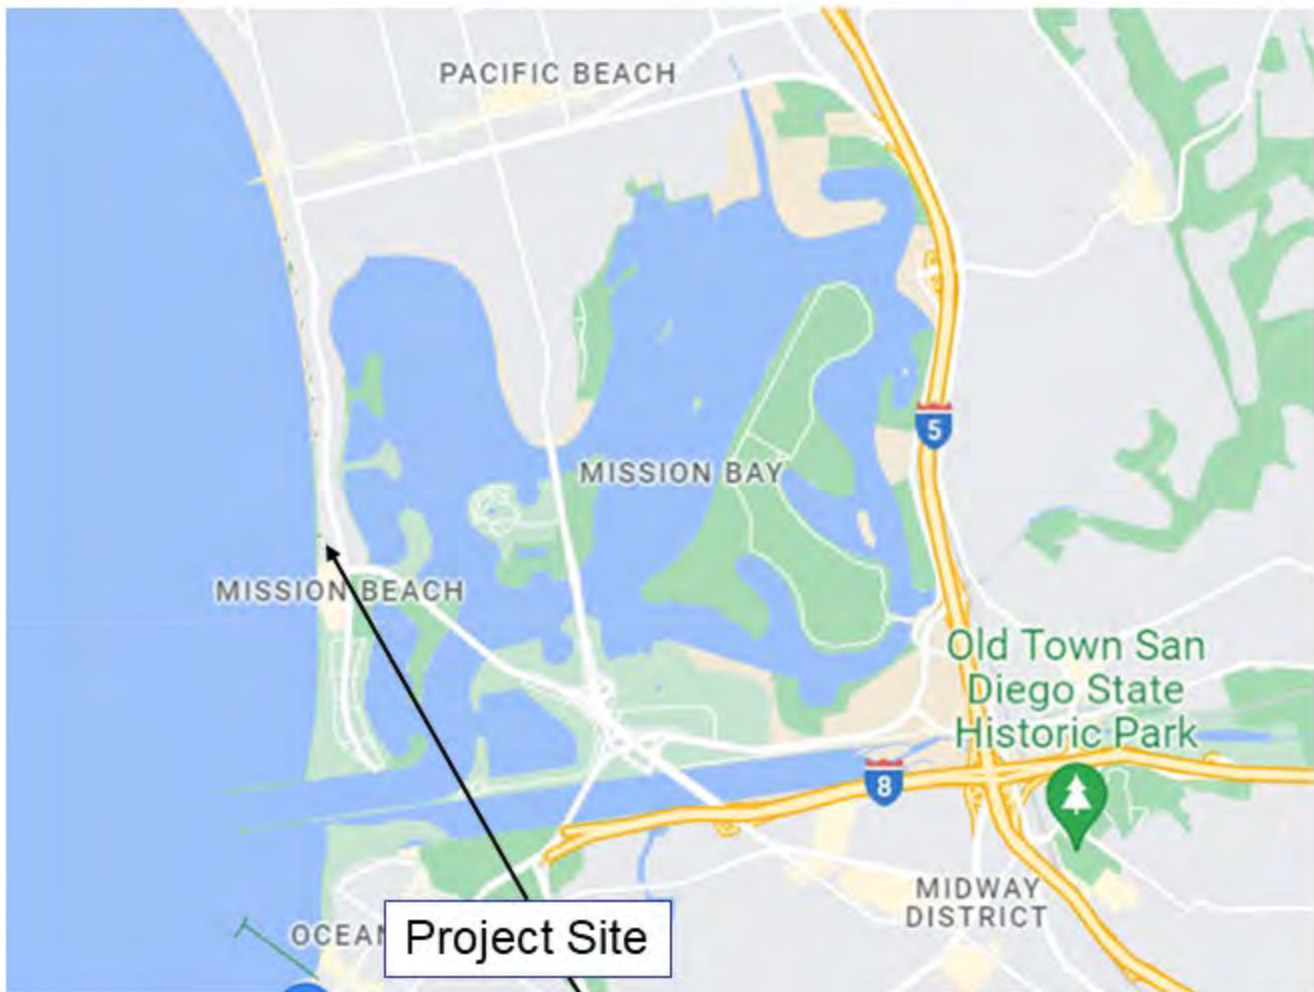 PACIFIC BEACH
5
MISSION BAY
MISSION BEACH
Old Town San
Diego State
Historic Park
8
MIDWAY
DISTRICT
OCEAN
Project Site